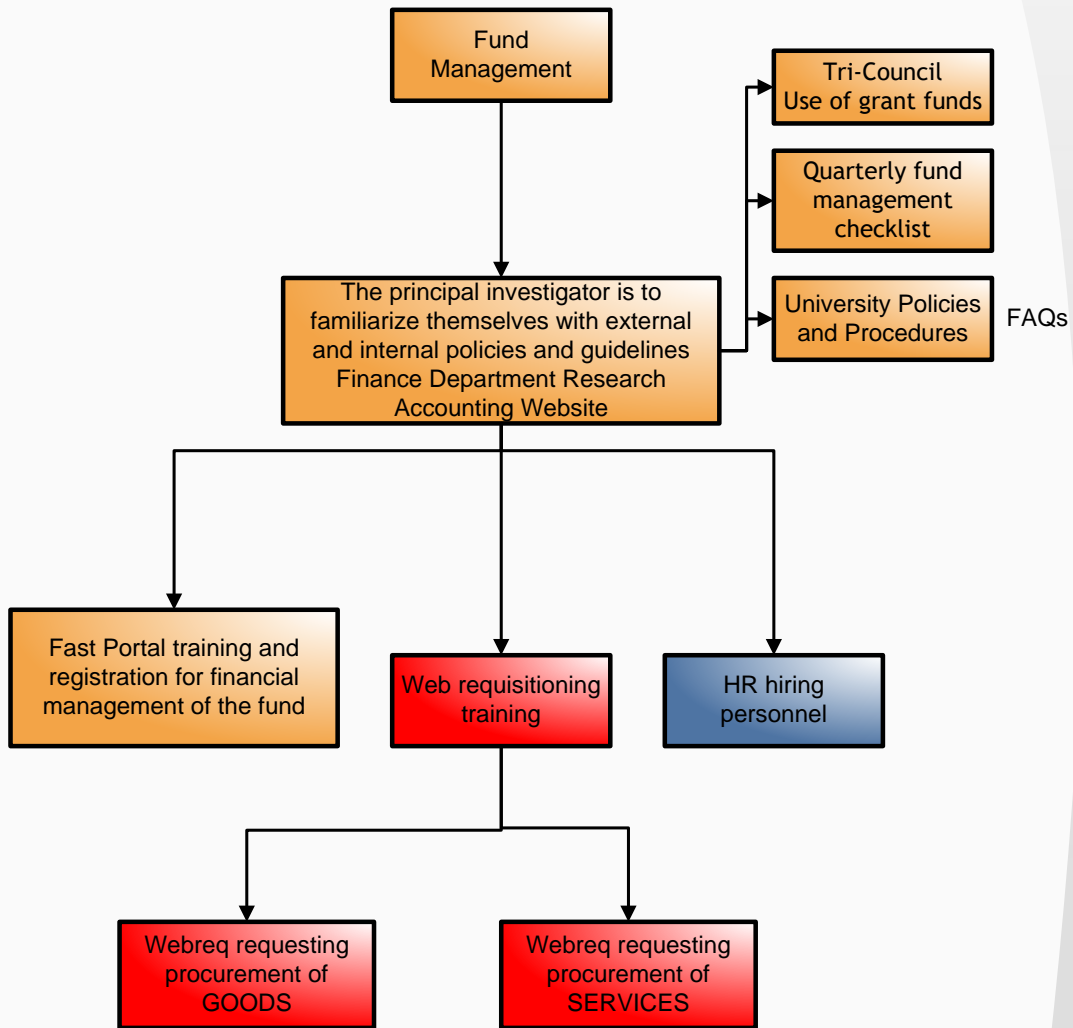 Fund
Management
Tri-Council
Use of grant funds
Quarterly fund
management
checklist
University Policies
and Procedures
FAQs
The principal investigator is to
familiarize themselves with external
and internal policies and guidelines
Finance Department Research
Accounting Website
Fast Portal training and
registration for financial
management of the fund
Web requisitioning
training
HR hiring
personnel
Webreq requesting
procurement of
GOODS
Webreq requesting
procurement of
SERVICES